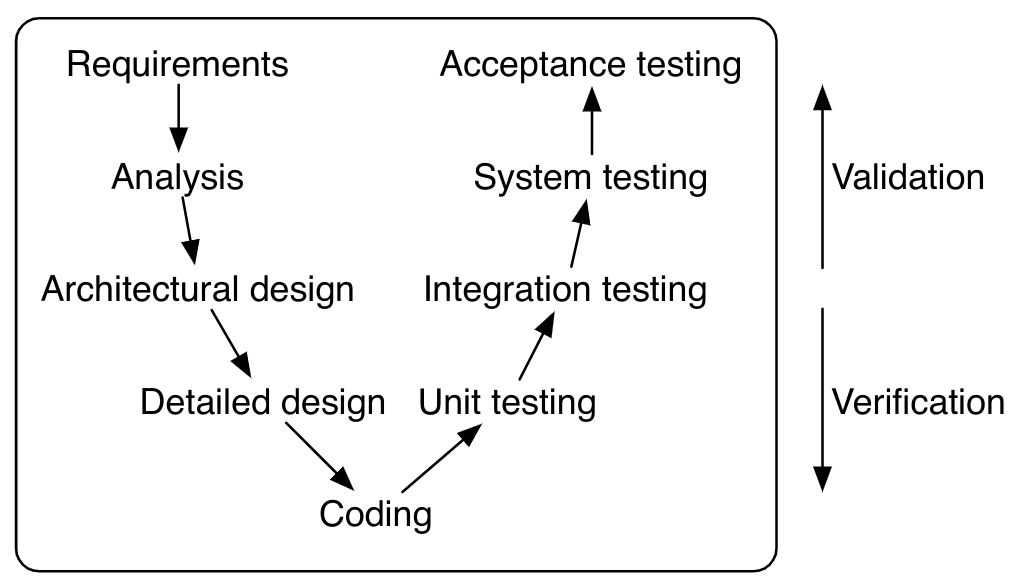 Requirements
Acceptance testing
Analysis
System testing
Validation
Architectural design
Integration testing
Detailed design
Unit testing
Verification
Coding